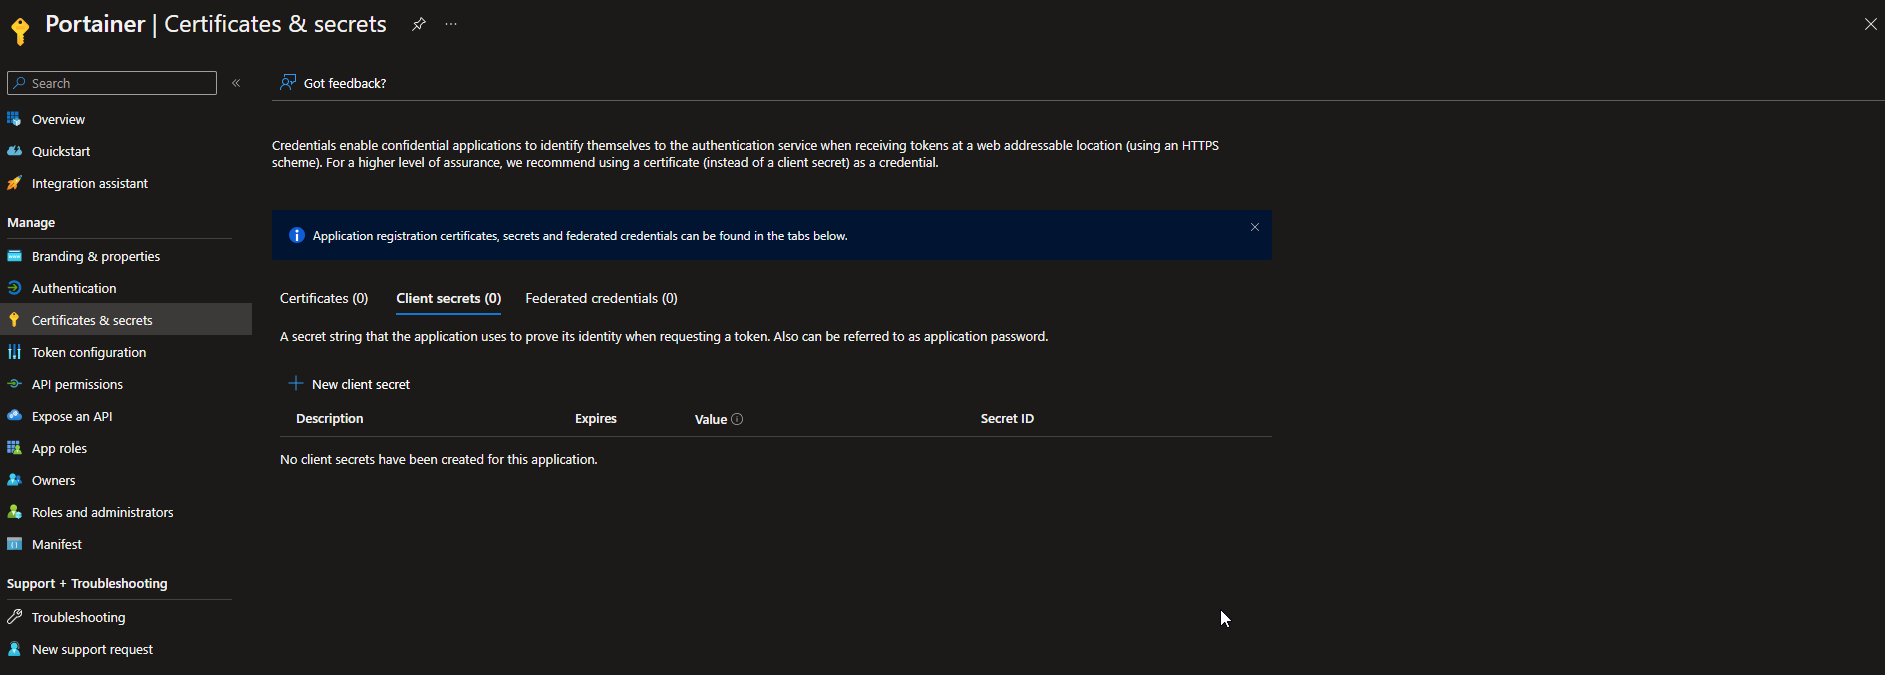 Portainer | Certificates & secrets
Search
Got feedback?
Overview
Quickstart
Integration assistant
Manage
Branding & properties
Authentication
Certificates & secrets
Token configuration
API permissions
Expose an API
App roles
Owners
Roles and administrators
Manifest
Support + Troubleshooting
Troubleshooting
New support request
Credentials enable confidential applications to identify themselves to the authentication service when receiving tokens at a web addressable location (using an HTTPS
scheme). For a higher level of assurance, we recommend using a certificate (instead of a client secret) as a credential.
Application registration certificates, secrets and federated credentials can be found in the tabs below.
Certificates (0) Client secrets (0) Federated credentials (0)
A secret string that the application uses to prove its identity when requesting a token. Also can be referred to as application password.
New client secret
Description Expires Value Secret ID
No client secrets have been created for this application.